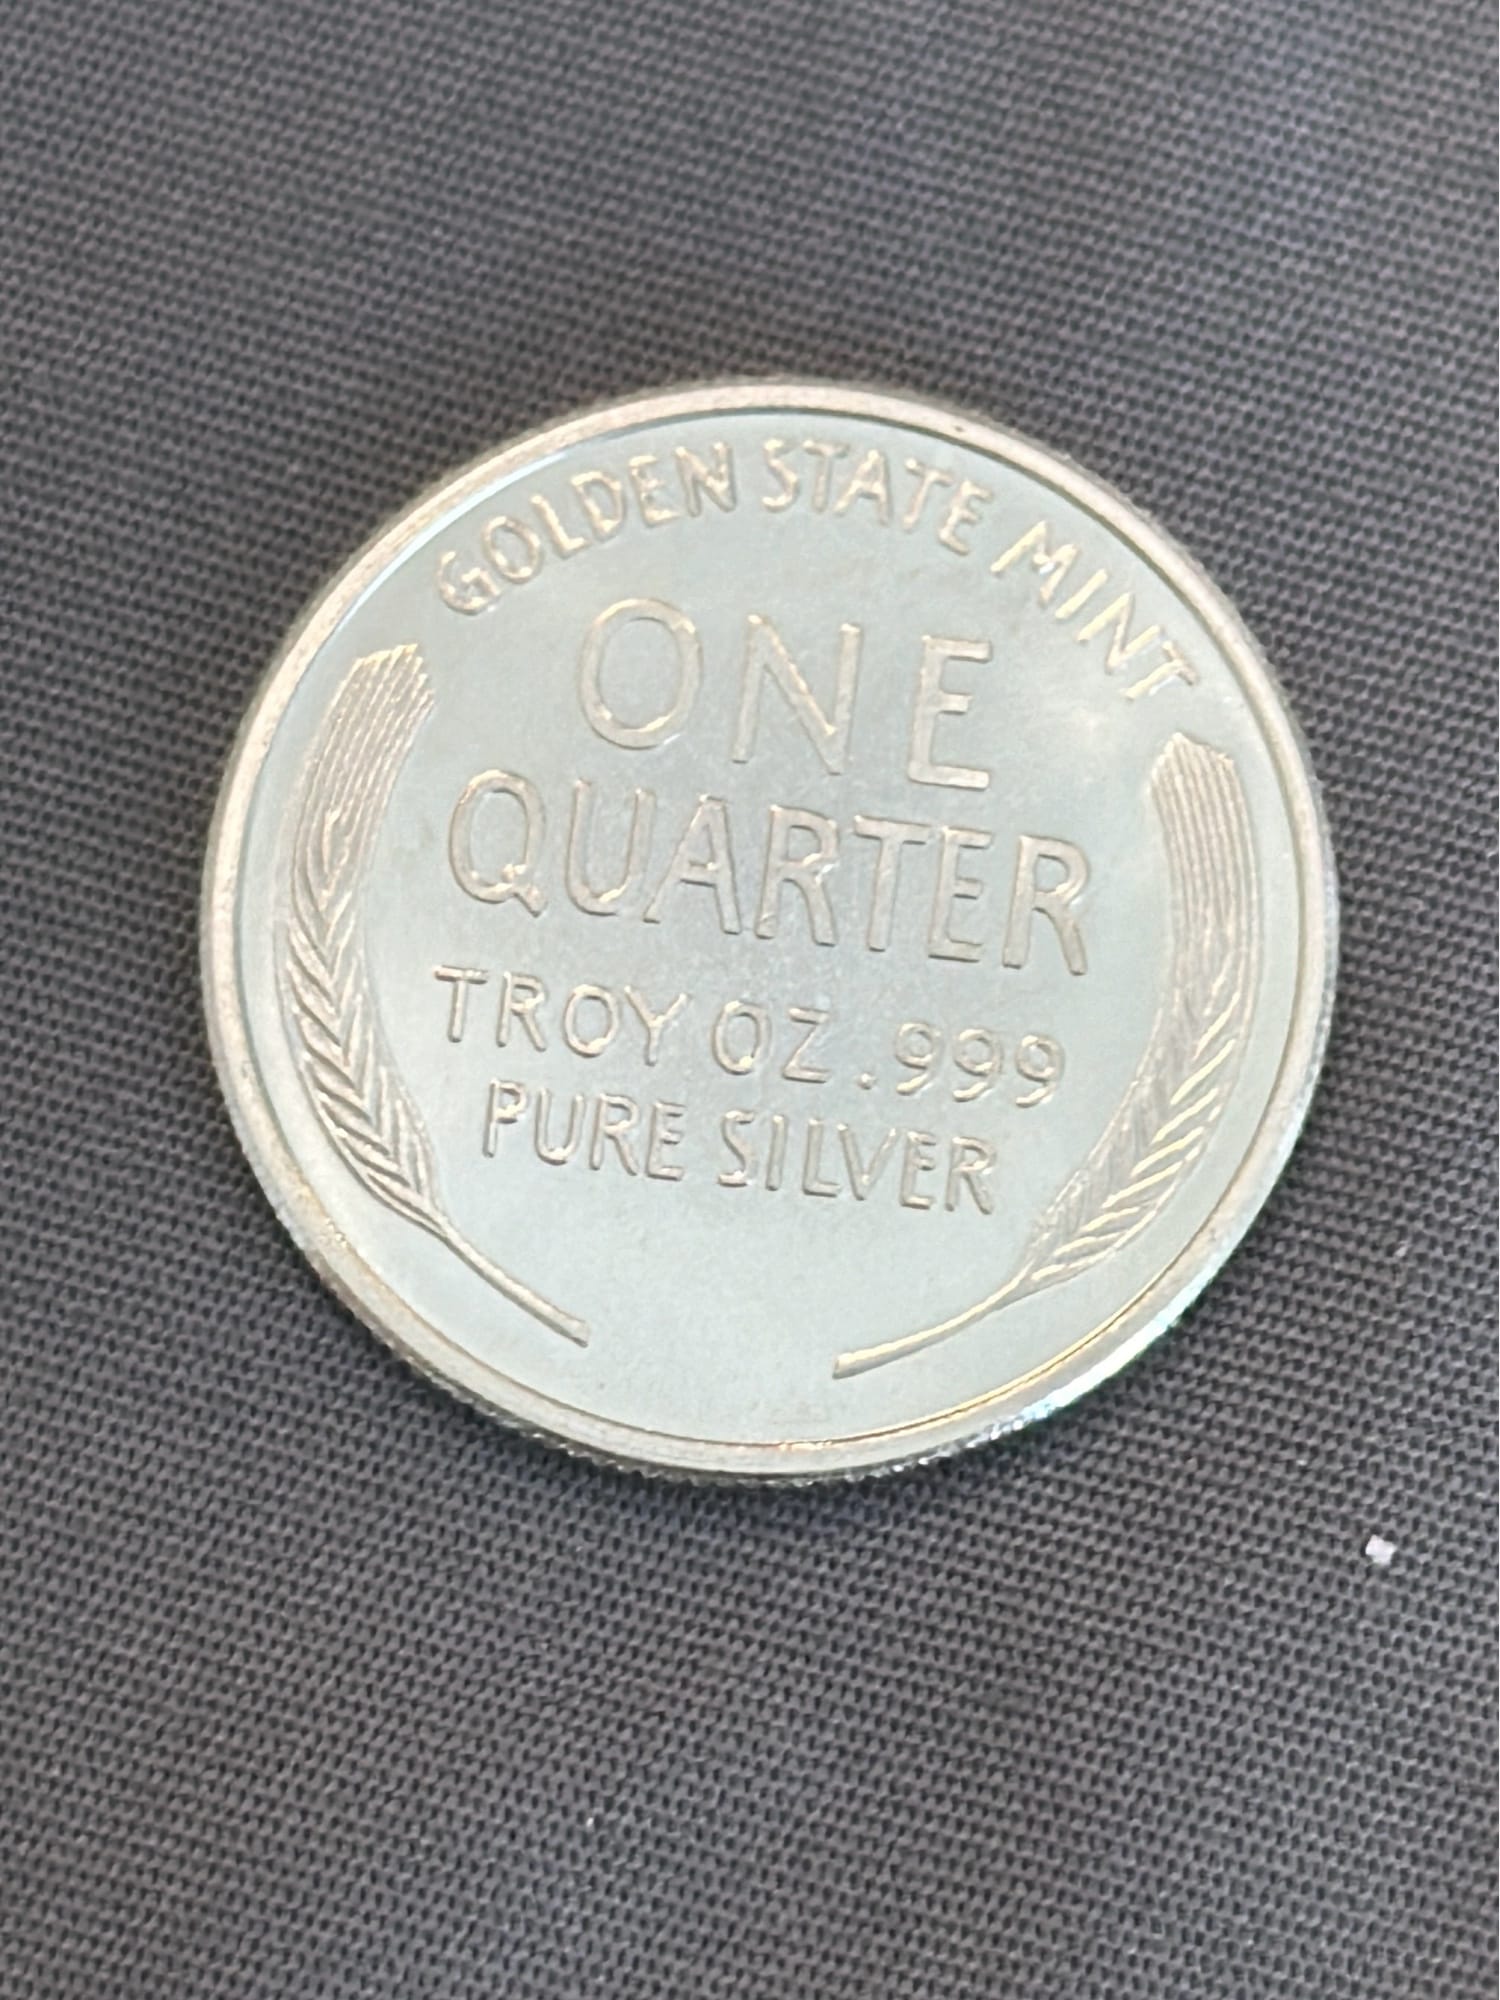 GOLDEN STATE MINT
ONE
QUARTER
TROY OZ .999
PURE SILVER